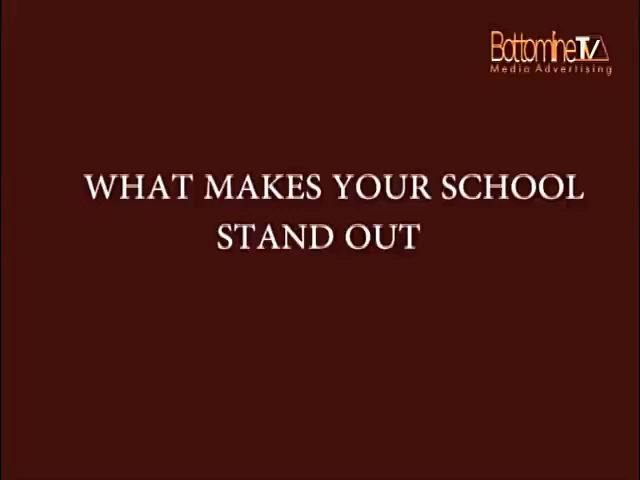 BottomlineTV
Media Advertising
WHAT MAKES YOUR SCHOOL
STAND OUT